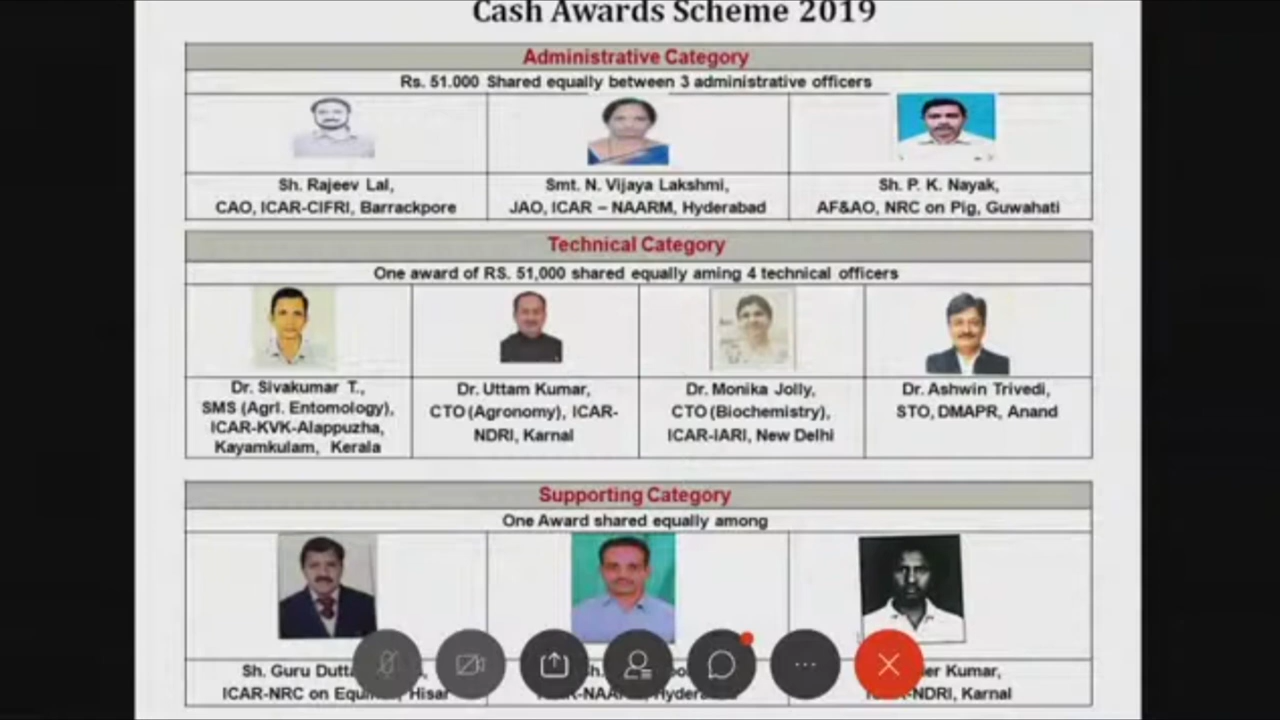 Cash Awards Scheme 2019
Administrative Category
Rs. 51.000 Shared equally between 3 administrative officers
Sh. Rajeev Lal,
CAO, ICAR-CIFRI, Barrackpore
Smt. N. Vijaya Lakshmi,
JAO, ICAR – NAARM, Hyderabad
Sh. P. K. Nayak,
AF&AO, NRC on Pig, Guwahati
Technical Category
One award of RS. 51,000 shared equally aming 4 technical officers
Dr. Sivakumar T.,
SMS (Agrl. Entomology),
ICAR-KVK-Alappuzha,
Kayamkulam, Kerala
Dr. Uttam Kumar,
CTO (Agronomy), ICAR-
NDRI, Karnal
Dr. Monika Jolly,
CTO (Biochemistry),
ICAR-IARI, New Delhi
Dr. Ashwin Trivedi,
STO, DMAPR, Anand
Supporting Category
One Award shared equally among
Sh. Guru
ICAR-NRC on Hisar
Kumar,
Karnal